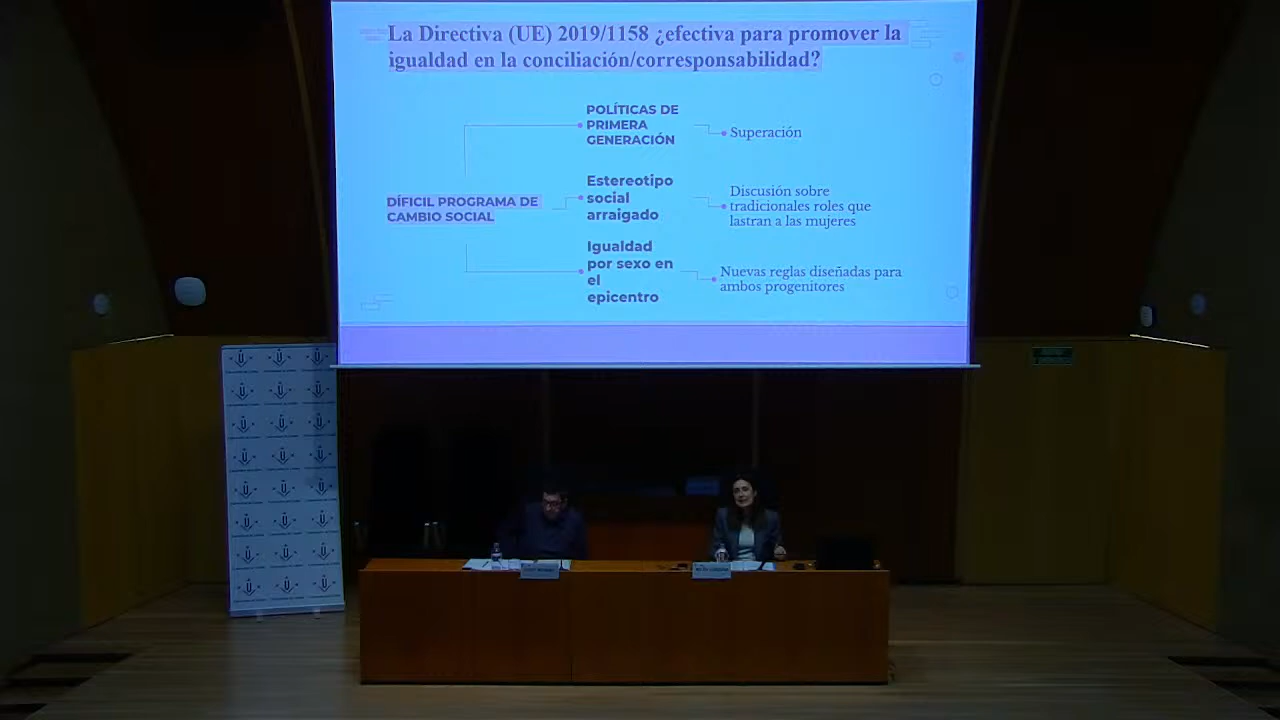 La Directiva (UE) 2019/1158 ¿efectiva para promover la
igualdad en la conciliación/corresponsabilidad?
POLÍTICAS DE
PRIMERA
GENERACIÓN
Superación
DÍFICIL PROGRAMA DE
CAMBIO SOCIAL
Estereotipo
social
arraigado
Discusión sobre
tradicionales roles que
lastran a las mujeres
Igualdad
por sexo en
el
epicentro
Nuevas reglas diseñadas para
ambos progenitores